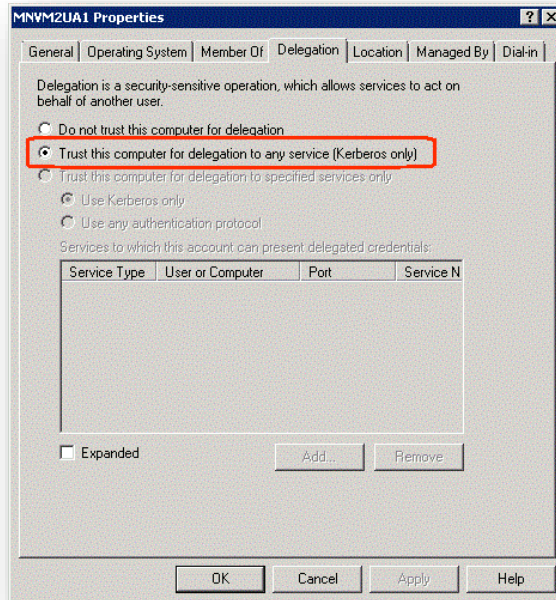 MNVM2UA1 Properties
General Operating System Member Of Delegation Location Managed By Dial-in
Delegation is a security-sensitive operation, which allows services to act on
behalf of another user.
Do not trust this computer for delegation
Trust this computer for delegation to any service (Kerberos only)
Trust this computer for delegation to specified services only
Use Kerberos only
Use any authentication protocol
Services to which this account can present delegated credentials:
Service Type User or Computer Port Service N
Expanded Add... Remove
OK Cancel Apply Help